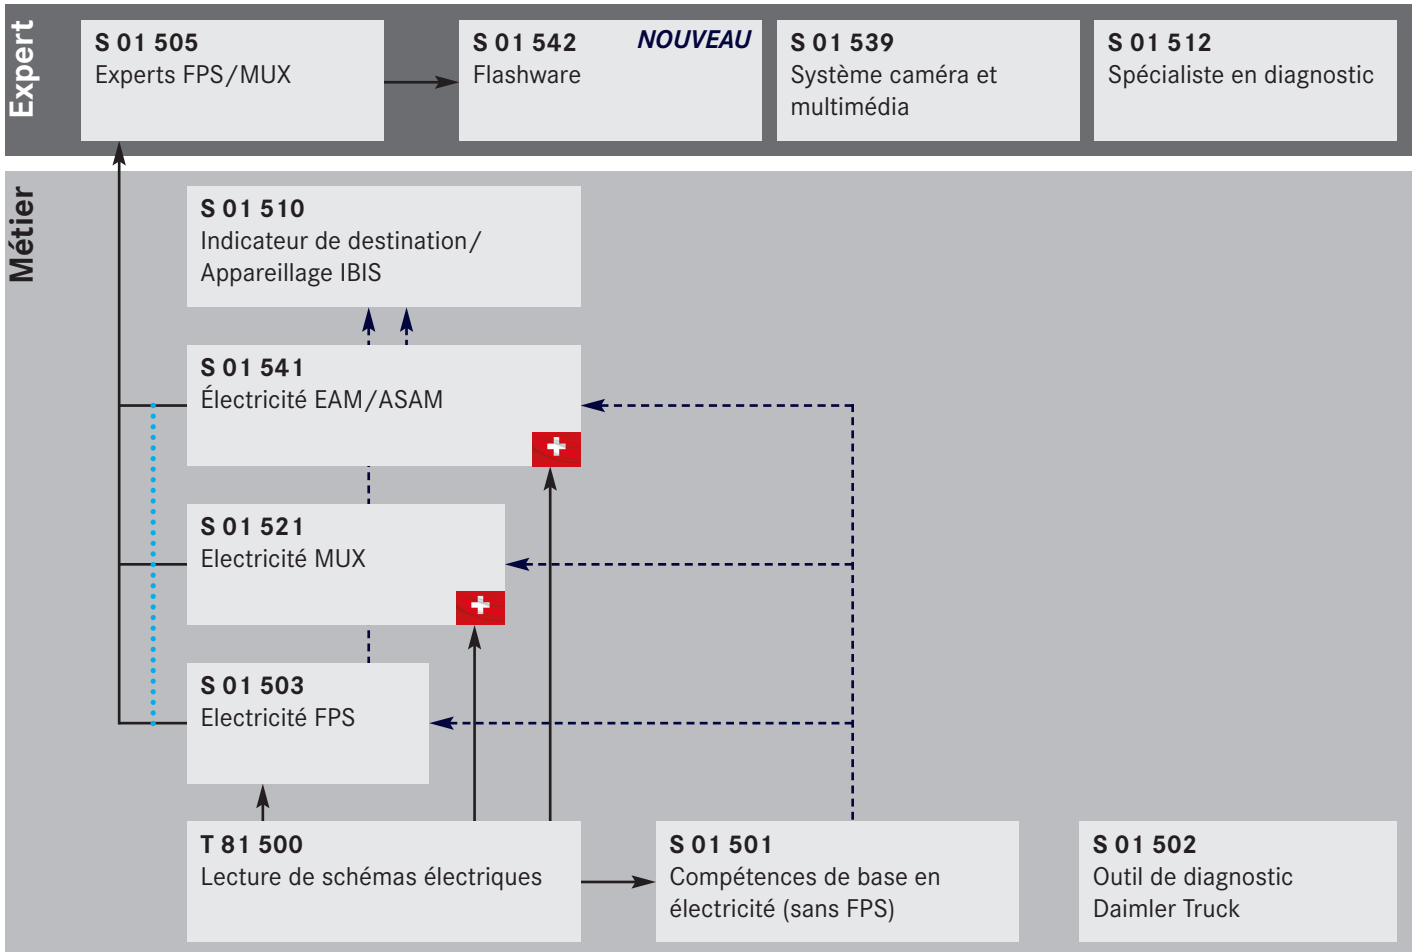 Expert
S 01 505
Experts FPS/MUX
S 01 542 NOUVEAU
Flashware
S 01 539
Système caméra et
multimédia
S 01 512
Spécialiste en diagnostic
Métier
S 01 510
Indicateur de destination/
Appareillage IBIS
S 01 541
Électricité EAM/ASAM
S 01 521
Electricité MUX
S 01 503
Electricité FPS
T 81 500
Lecture de schémas électriques
S 01 501
Compétences de base en
électricité (sans FPS)
S 01 502
Outil de diagnostic
Daimler Truck